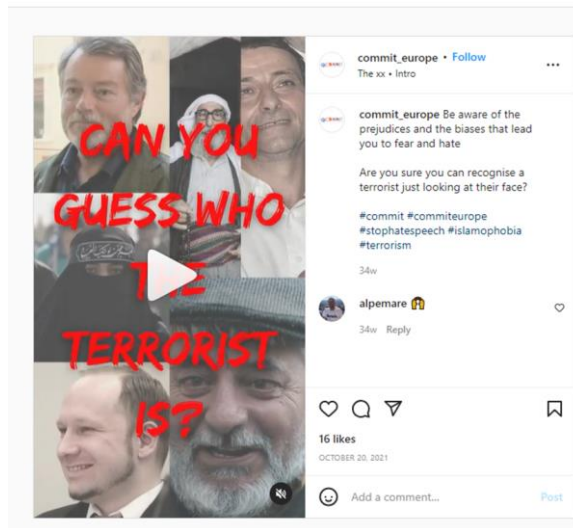 CAN YOU
GUESS WHO
THE
TERRORIST
IS?
commit_europe • Follow
The xx • Intro
commit_europe Be aware of the
prejudices and the biases that lead
you to fear and hate
Are you sure you can recognise a
terrorist just looking at their face?
#commit #commiteurope
#stophatespeech #islamophobia
#terrorism
34w
alpemare
34w Reply
16 likes
OCTOBER 20, 2021
Add a comment...
Post